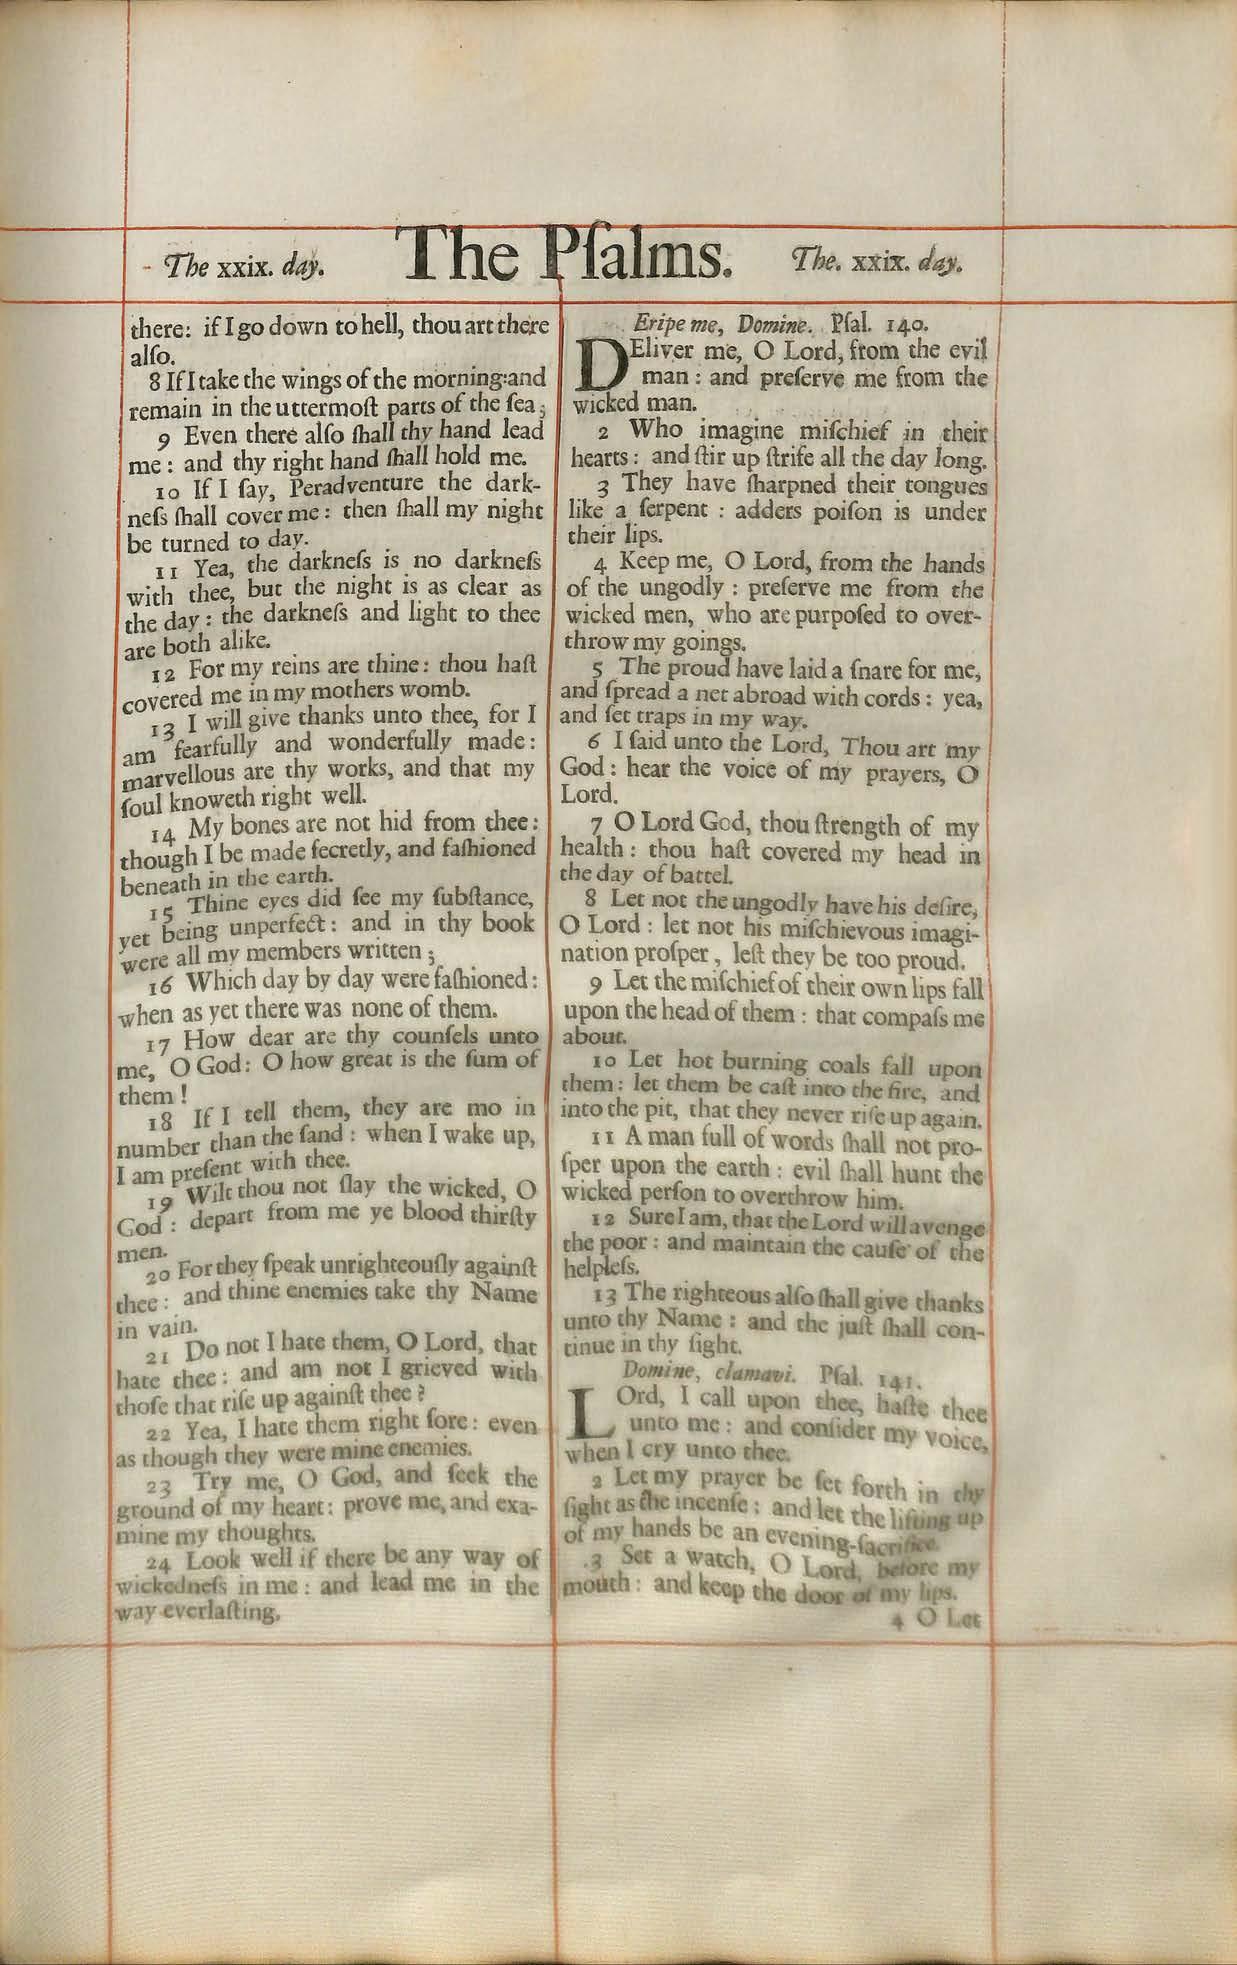 The xxix. day. The Pſalms. The. xxix. day.
there: if I go down to hell, thou art there
alſo.
8 If I take the wings of the morning: and
remain in the uttermoſt parts of the ſea;
9 Even there alſo ſhall thy hand lead
me: and thy right hand ſhall hold me.
10 If I ſay, Peradventure the dark-
neſs ſhall cover me: then ſhall my night
be turned to day.
11 Yea, the darkneſs is no darkneſs
with thee, but the night is as clear as
the day: the darkneſs and light to thee
are both alike.
12 For my reins are thine: thou haſt
covered me in my mothers womb.
13 I will give thanks unto thee, for I
am fearfully and wonderfully made:
marvellous are thy works, and that my
ſoul knoweth right well.
14 My bones are not hid from thee:
though I be made ſecretly, and faſhioned
beneath in the earth.
15 Thine eyes did ſee my ſubſtance,
yet being unperfect: and in thy book
were all my members written;
16 Which day by day were faſhioned:
when as yet there was none of them.
17 How dear are thy counſels unto
me, O God: O how great is the ſum of
them!
18 If I tell them, they are mo in
number than the ſand: when I wake up,
I am preſent with thee.
19 Wilt thou not ſlay the wicked, O
God: depart from me ye blood thirſty
men.
20 For they ſpeak unrighteouſly againſt
thee: and thine enemies take thy Name
in vain.
21 Do not I hate them, O Lord, that
hate thee: and am not I grieved with
thoſe that riſe up againſt thee?
22 Yea, I hate them right ſore: even
as though they were mine enemies.
23 Try me, O God, and ſeek the
ground of my heart: prove me, and exa-
mine my thoughts.
24 Look well if there be any way of
wickedneſs in me: and lead me in the
way everlaſting.
Eripe me, Domine. Pſal. 140.
DEliver me, O Lord, from the evil
man: and preſerve me from the
wicked man.
2 Who imagine miſchief in their
hearts: and ſtir up ſtrife all the day long.
3 They have ſharpned their tongues
like a ſerpent: adders poiſon is under
their lips.
4 Keep me, O Lord, from the hands
of the ungodly: preſerve me from the
wicked men, who are purpoſed to over-
throw my goings.
5 The proud have laid a ſnare for me,
and ſpread a net abroad with cords: yea,
and ſet traps in my way.
6 I ſaid unto the Lord, Thou art my
God: hear the voice of my prayers, O
Lord.
7 O Lord God, thou ſtrength of my
health: thou haſt covered my head in
the day of battel.
8 Let not the ungodly have his deſire,
O Lord: let not his miſchievous imagi-
nation proſper, leſt they be too proud.
9 Let the miſchief of their own lips fall
upon the head of them: that compaſs me
about.
10 Let hot burning coals fall upon
them: let them be caſt into the fire, and
into the pit, that they never riſe up again.
11 A man full of words ſhall not pro-
ſper upon the earth: evil ſhall hunt the
wicked perſon to overthrow him.
12 Sure I am, that the Lord will avenge
the poor: and maintain the cauſe of the
helpleſs.
13 The righteous alſo ſhall give thanks
unto thy Name: and the juſt ſhall con-
tinue in thy ſight.
Domine, clamavi. Pſal. 141.
LOrd, I call upon thee, haſte thee
unto me: and conſider my voice,
when I cry unto thee.
2 Let my prayer be ſet forth in thy
ſight as the incenſe: and let the lifting up
of my hands be an evening-ſacrifice.
3 Set a watch, O Lord, before my
mouth: and keep the door of my lips.
4 O Let